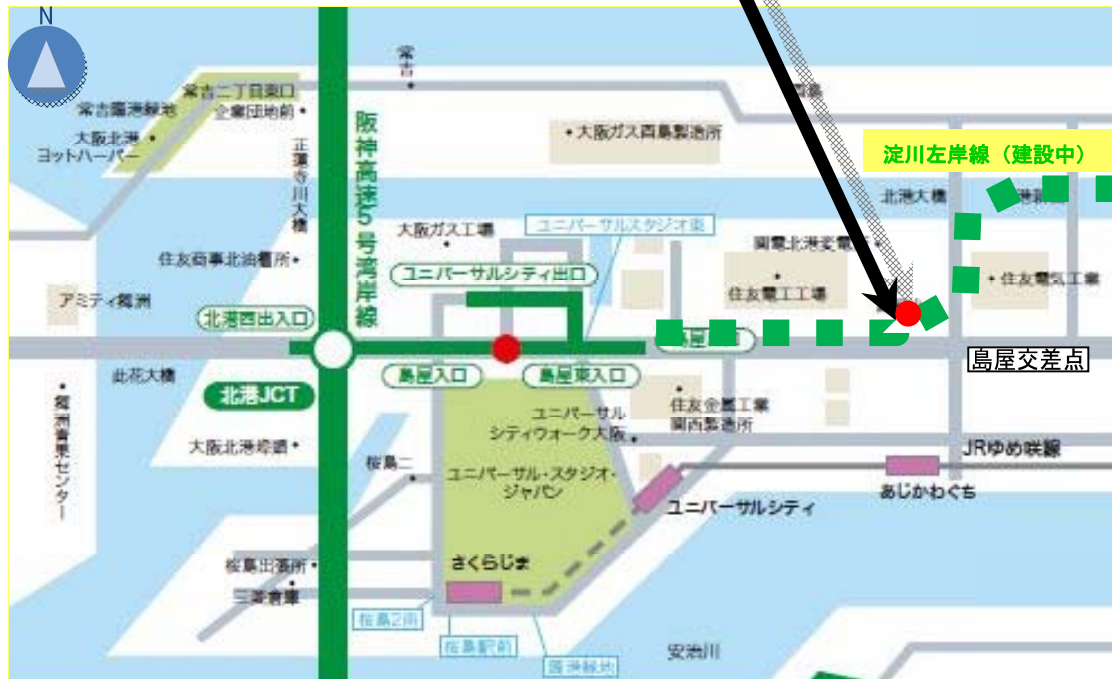 N
常吉
常吉二丁目東口
企業団地前
常吉臨港緑地
大阪北港
ヨットハーバー
正蓮寺川大橋
阪神高速5号湾岸線
大阪ガス酉島製造所
淀川左岸線（建設中）
北港大橋
大阪ガス工場
ユニバーサルスタジオ東
関電北港変電所
住友商事北油槽所
ユニバーサルシティ出口
住友電工工場
住友電気工業
アミティ舞洲
北港西出入口
島屋交差点
此花大橋
島屋入口
島屋東入口
北港JCT
舞洲青果センター
住友金属工業
関西製造所
ユニバーサル
シティウォーク大阪
大阪北港埠頭
桜島二
ユニバーサル・スタジオ・
ジャパン
JRゆめ咲線
あじかわぐち
ユニバーサルシティ
さくらじま
桜島出張所
三菱倉庫
桜島2南
桜島駅前
臨港緑地
安治川